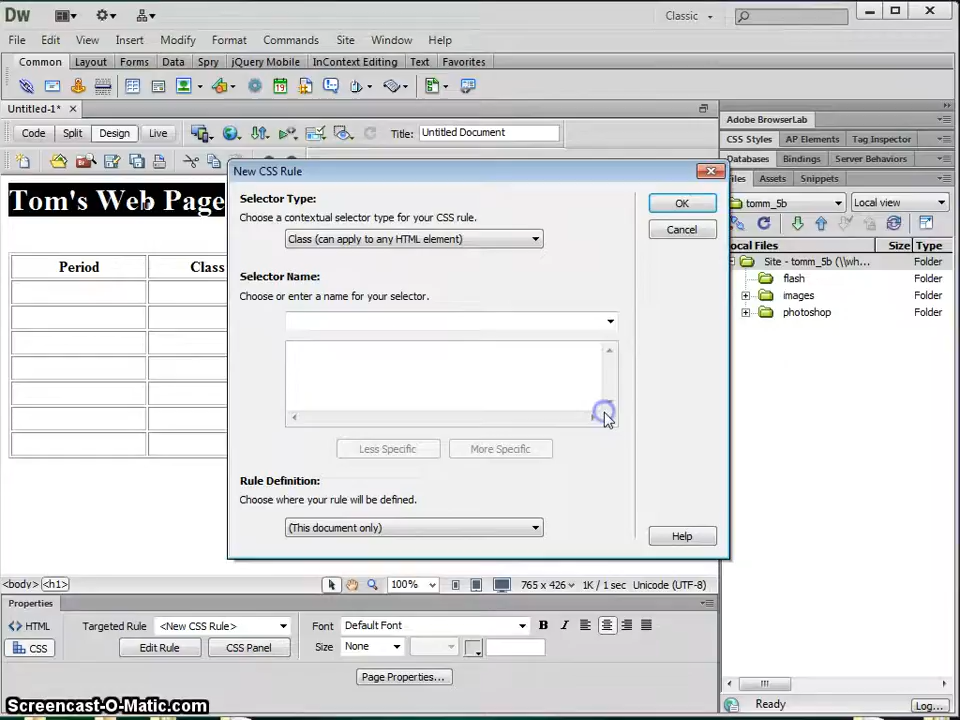 Dw
Classic
File Edit View Insert Modify Format Commands Site Window Help
Common Layout Forms Data Spry jQuery Mobile InContext Editing Text Favorites
19
Untitled-1*
Code Split Design Live Title: Untitled Document
Tom's Web Page
Period Class
New CSS Rule
Selector Type:
Choose a contextual selector type for your CSS rule.
Class (can apply to any HTML element)
Selector Name:
Choose or enter a name for your selector.
Less Specific More Specific
Rule Definition:
Choose where your rule will be defined.
(This document only)
OK
Cancel
Help
Adobe BrowserLab
CSS Styles AP Elements Tag Inspector
Databases Bindings Server Behaviors
Files Assets Snippets
tomm_5b Local view
Local Files Size Type
Site - tomm_5b (\\wh... Folder
flash Folder
images Folder
photoshop Folder
<body> <h1> 100% 765 x 426 1K / 1 sec Unicode (UTF-8)
Properties
<> HTML Targeted Rule <New CSS Rule> Font Default Font B I
CSS Edit Rule CSS Panel Size None
Page Properties...
Ready Log...
Screencast-O-Matic.com